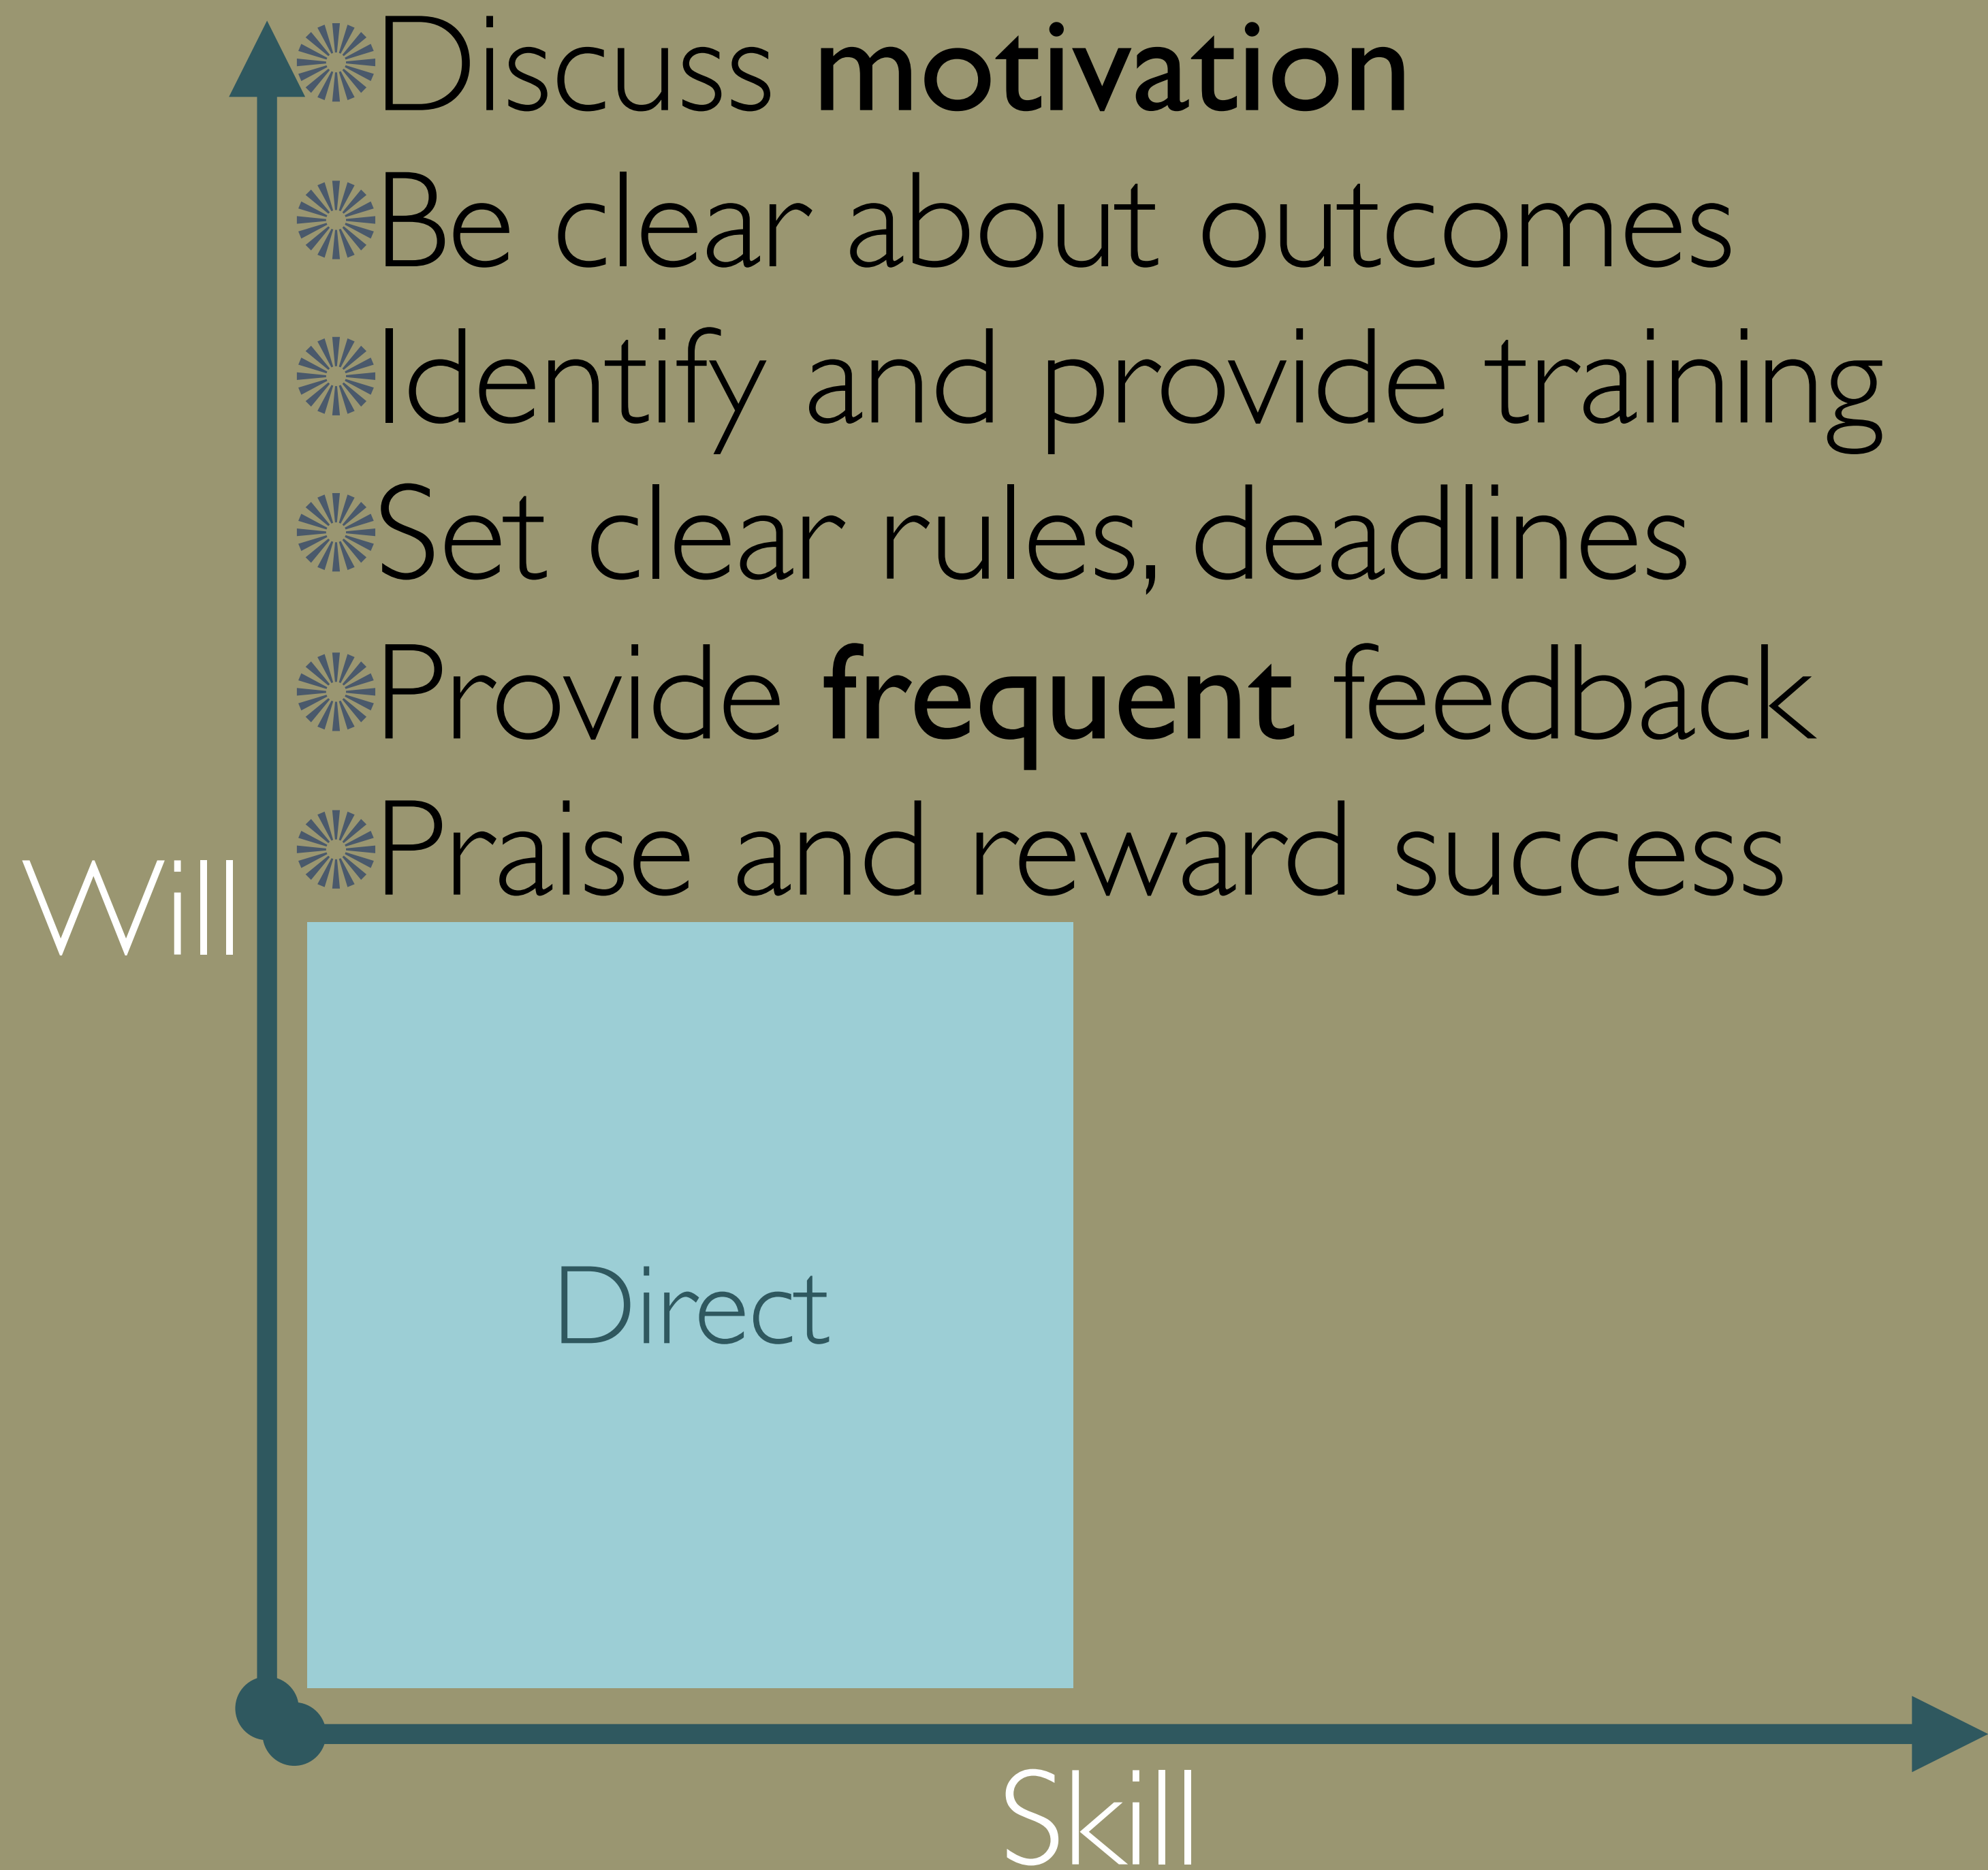 Discuss motivation
Be clear about outcomes
Identify and provide training
Set clear rules, deadlines
Provide frequent feedback
Praise and reward success
Will
Direct
Skill